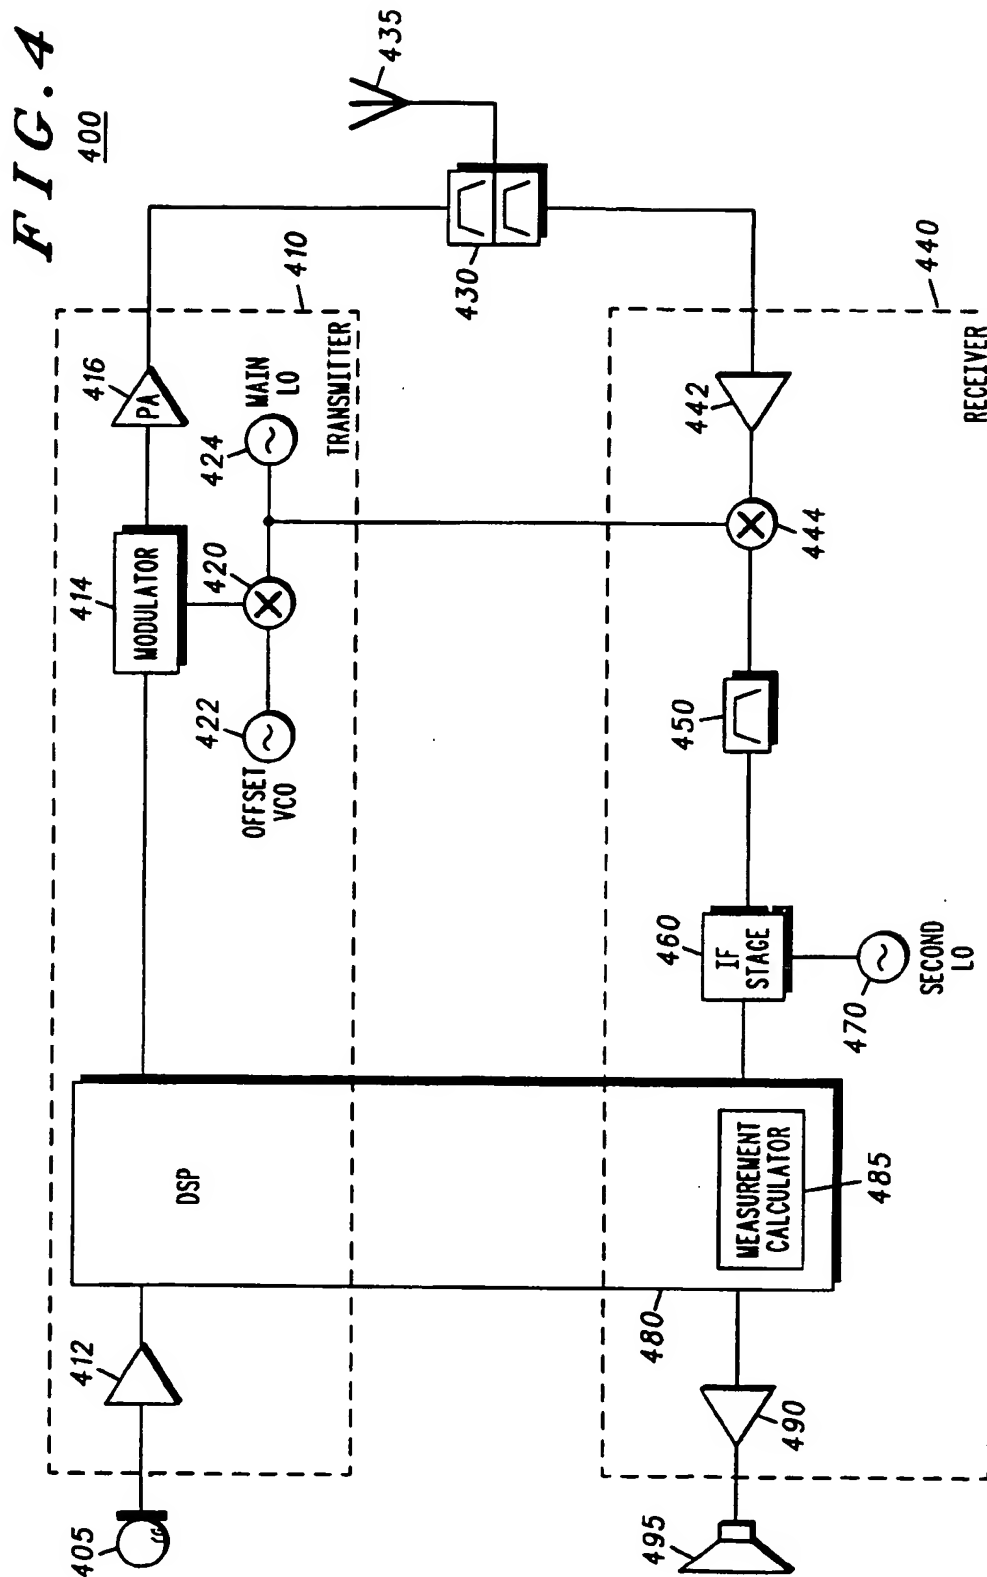 FIG. 4
400
405
412
DSP
414
MODULATOR
416
PA
420
422
OFFSET
VCO
424
MAIN
LO
TRANSMITTER
410
430
435
440
RECEIVER
442
444
450
460
IF
STAGE
470
SECOND
LO
480
MEASUREMENT
CALCULATOR
485
490
495